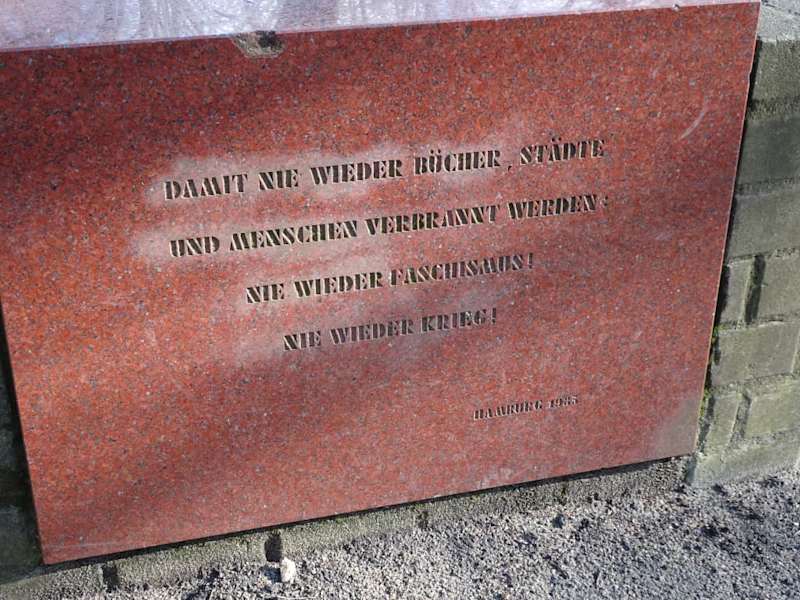 DAMIT NIE WIEDER BÜCHER, STÄDTE
UND MENSCHEN VERBRANNT WERDEN:
NIE WIEDER FASCHISMUS!
NIE WIEDER KRIEG!
HAMBURG 1985